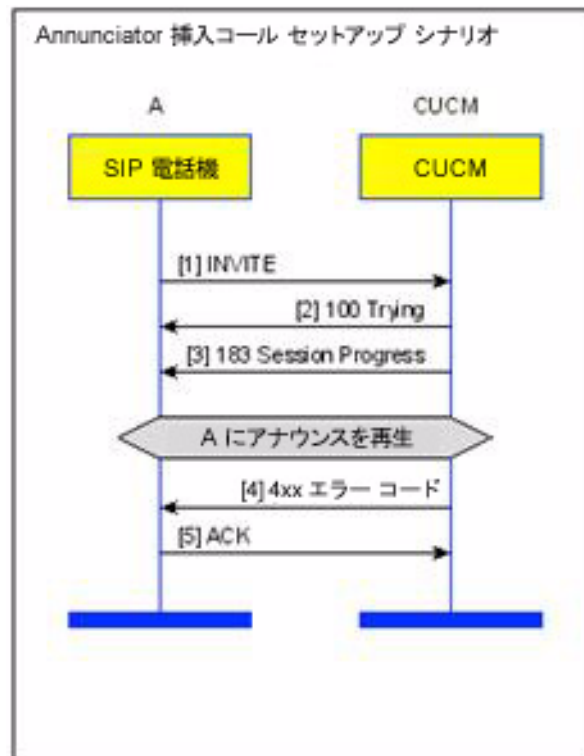 Annunciator 挿入コール セットアップ シナリオ
A
CUCM
SIP 電話機
CUCM
[1] INVITE
[2] 100 Trying
[3] 183 Session Progress
A にアナウンスを再生
[4] 4xx エラー コード
[5] ACK